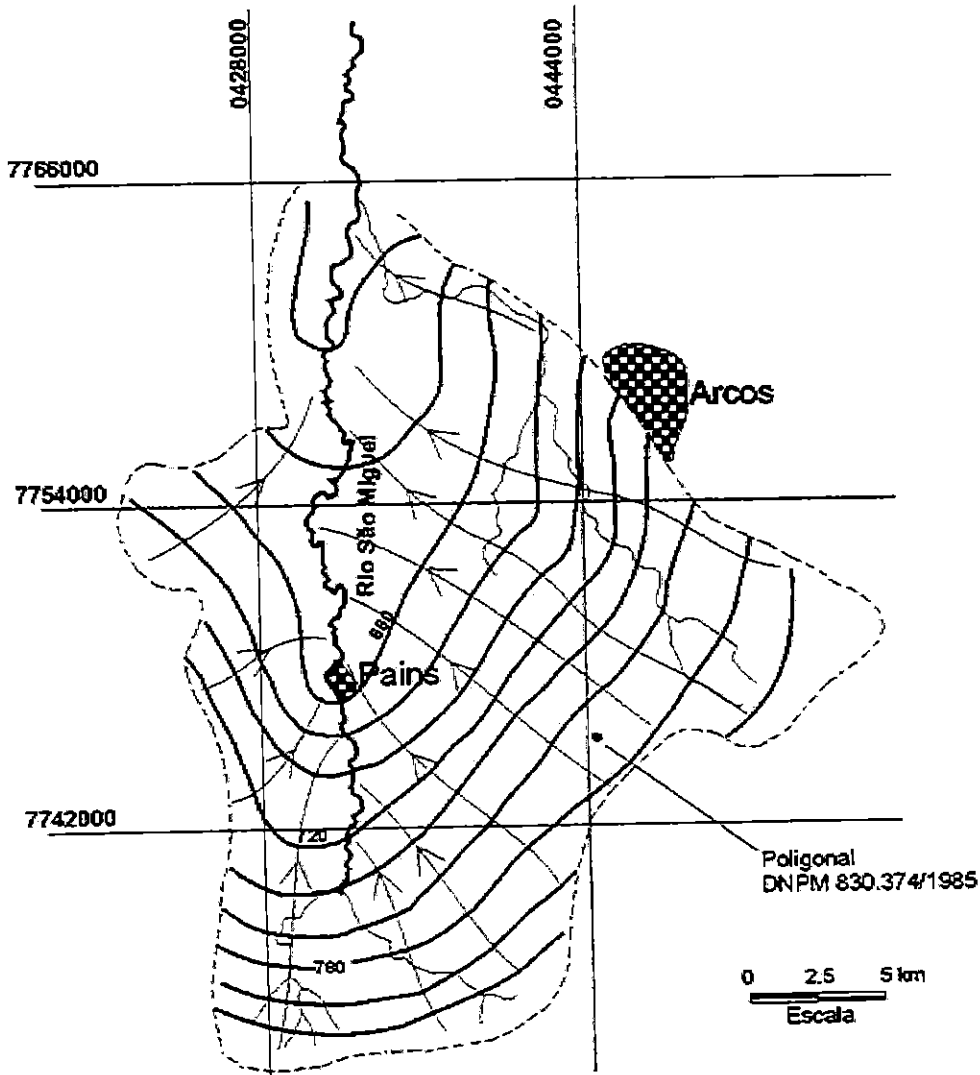 0428000
0444000
7766000
Arcos
7754000
Rio São Miguel
660
Pains
7742000
720
Poligonal
DNPM 830.374/1985
760
0 2.5 5 km
Escala